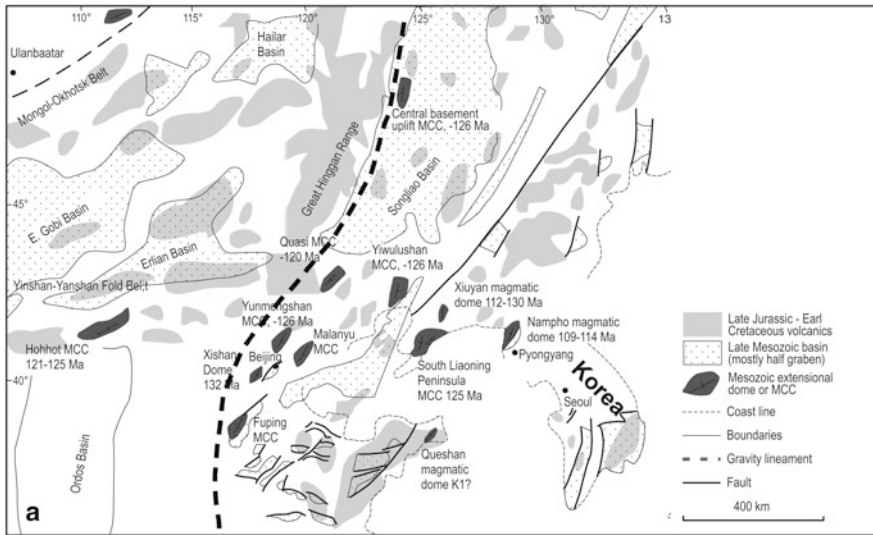 110°
115°
120°
125°
130°
13
Ulanbaatar
Mongol-Okhotsk Belt
Hailar
Basin
Great Hinggan Range
Central basement
uplift MCC, -126 Ma
Songliao Basin
45°
E. Gobi Basin
Erlian Basin
Quasi MCC
-120 Ma
Yiwulushan
MCC, -126 Ma
Yinshan-Yanshan Fold Bel;t
Yunmengshan
MCC, -126 Ma
Malanyu
MCC
Xiuyan magmatic
dome 112-130 Ma
Nampho magmatic
dome 109-114 Ma
Pyongyang
Hohhot MCC
121-125 Ma
Xishan
Dome
132 Ma
Beijing
South Liaoning
Peninsula
MCC 125 Ma
40°
Korea
Seoul
Fuping
MCC
Ordos Basin
Queshan
magmatic
dome K1?
a
Late Jurassic - Earl
Cretaceous volcanics
Late Mesozoic basin
(mostly half graben)
Mesozoic extensional
dome or MCC
Coast line
Boundaries
Gravity lineament
Fault
400 km